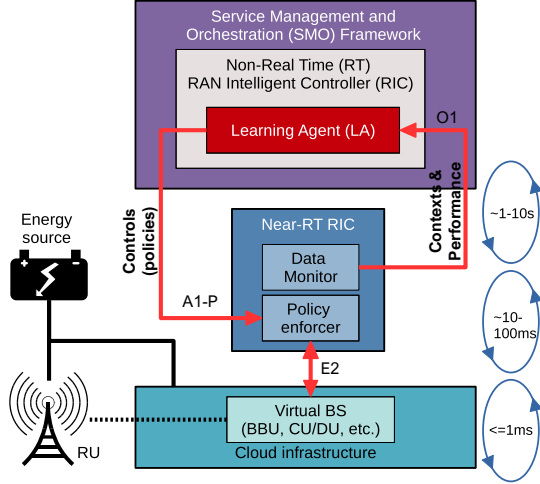 Service Management and
Orchestration (SMO) Framework
Non-Real Time (RT)
RAN Intelligent Controller (RIC)
Learning Agent (LA)
O1
Contexts &
Performance
~1-10s
Controls
(policies)
Energy
source
Near-RT RIC
Data
Monitor
A1-P
Policy
enforcer
~10-
100ms
E2
Virtual BS
(BBU, CU/DU, etc.)
<=1ms
RU
Cloud infrastructure